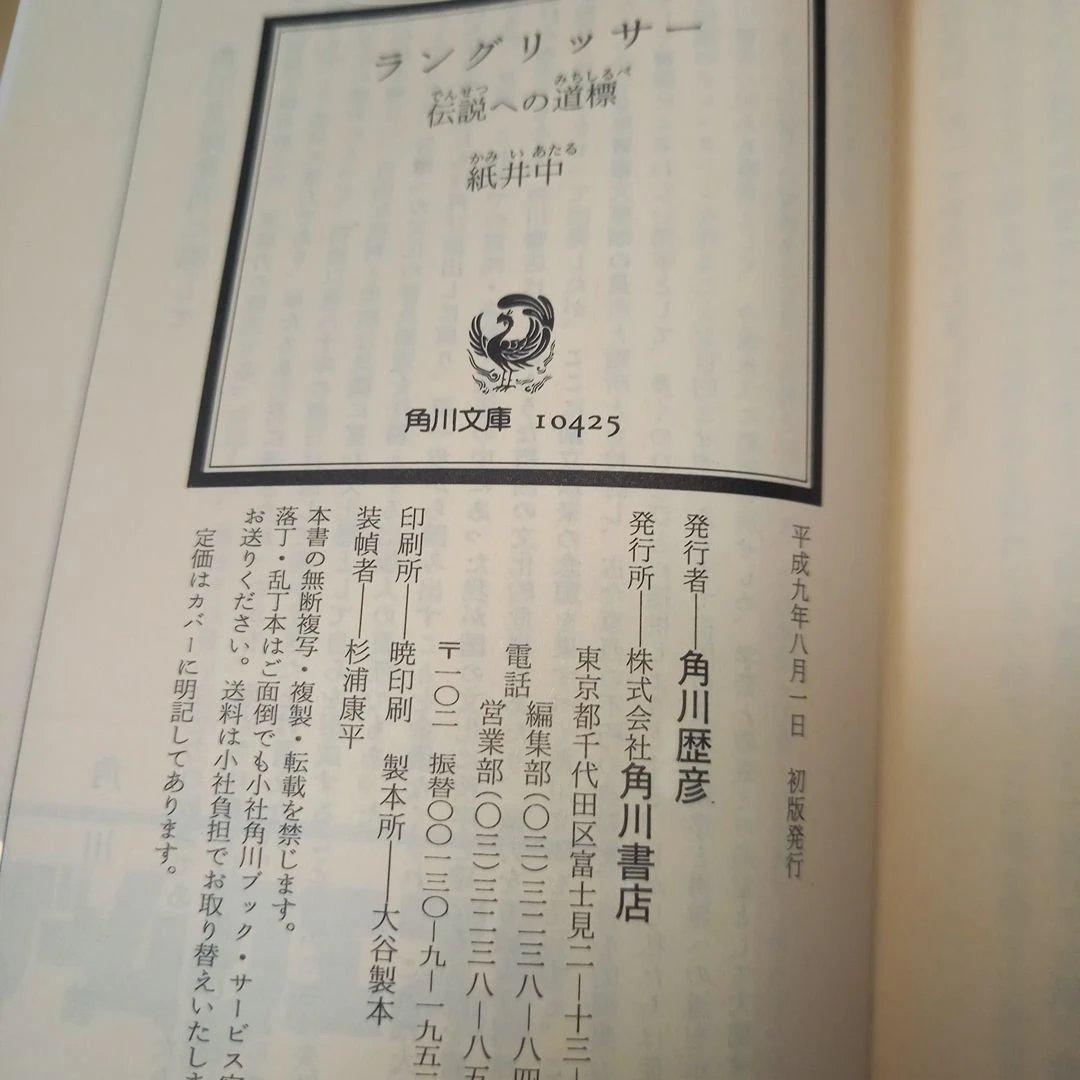 ラングリッサー
でんせつ みちしるべ
伝説への道標
かみ い あたる
紙井中
角川文庫 10425
平成九年八月一日 初版発行
発行者――角川歴彦
発行所――株式会社角川書店
東京都千代田区富士見二―十三―
電話 編集部(〇三)三二三八―八四
営業部(〇三)三二三八―八五
〒一〇二 振替〇〇一三〇―九―一九五二
印刷所――暁印刷 製本所――大谷製本
装幀者――杉浦康平
本書の無断複写・複製・転載を禁じます。
落丁・乱丁本はご面倒でも小社角川ブック・サービス宛
お送りください。送料は小社負担でお取り替えいたしま
定価はカバーに明記してあります。